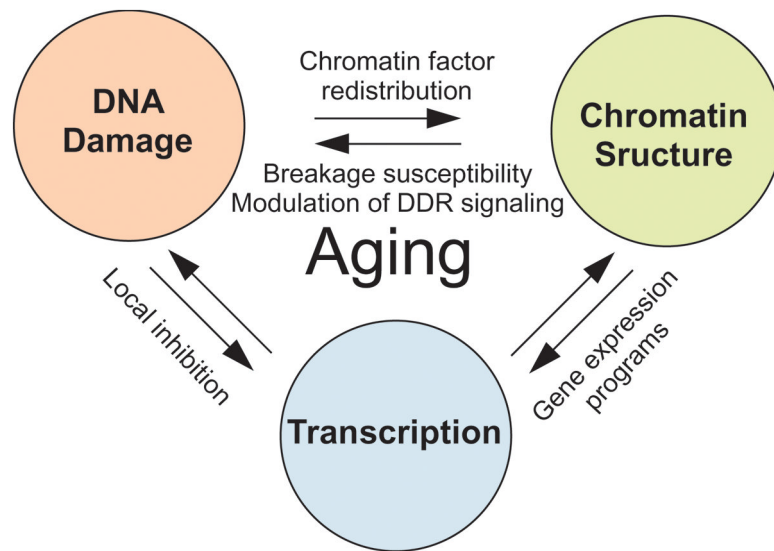 DNA
Damage
Chromatin factor
redistribution
Chromatin
Sructure
Breakage susceptibility
Modulation of DDR signaling
Aging
Local inhibition
Gene expression
programs
Transcription